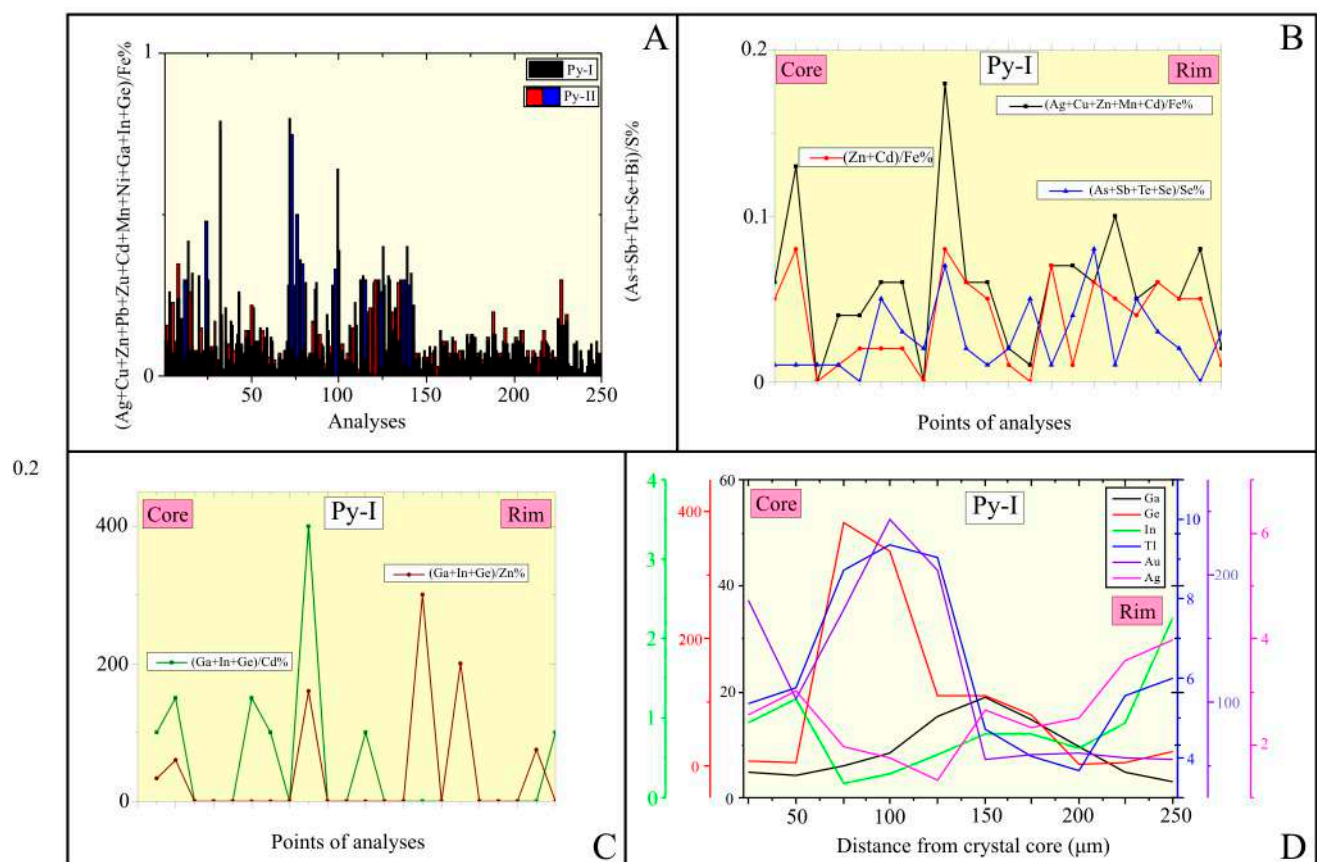 A
1
Py-I
Py-II
(Ag+Cu+Zn+Pb+Zu+Cd+Mn+Ni+Ga+In+Ge)/Fe%
(As+Sb+Te+Se+Bi)/S%
0
50
100
150
200
250
Analyses
B
0.2
Core
Py-I
Rim
(Ag+Cu+Zn+Mn+Cd)/Fe%
(Zn+Cd)/Fe%
(As+Sb+Te+Se)/Se%
0.1
0
Points of analyses
0.2
C
Core
Py-I
Rim
400
(Ga+In+Ge)/Zn%
200
(Ga+In+Ge)/Cd%
0
Points of analyses
D
4
3
2
1
0
400
200
0
60
40
20
0
Core
Py-I
Ga
Ge
In
Tl
Au
Ag
Rim
10
8
6
4
200
100
6
4
2
50
100
150
200
250
Distance from crystal core (μm)